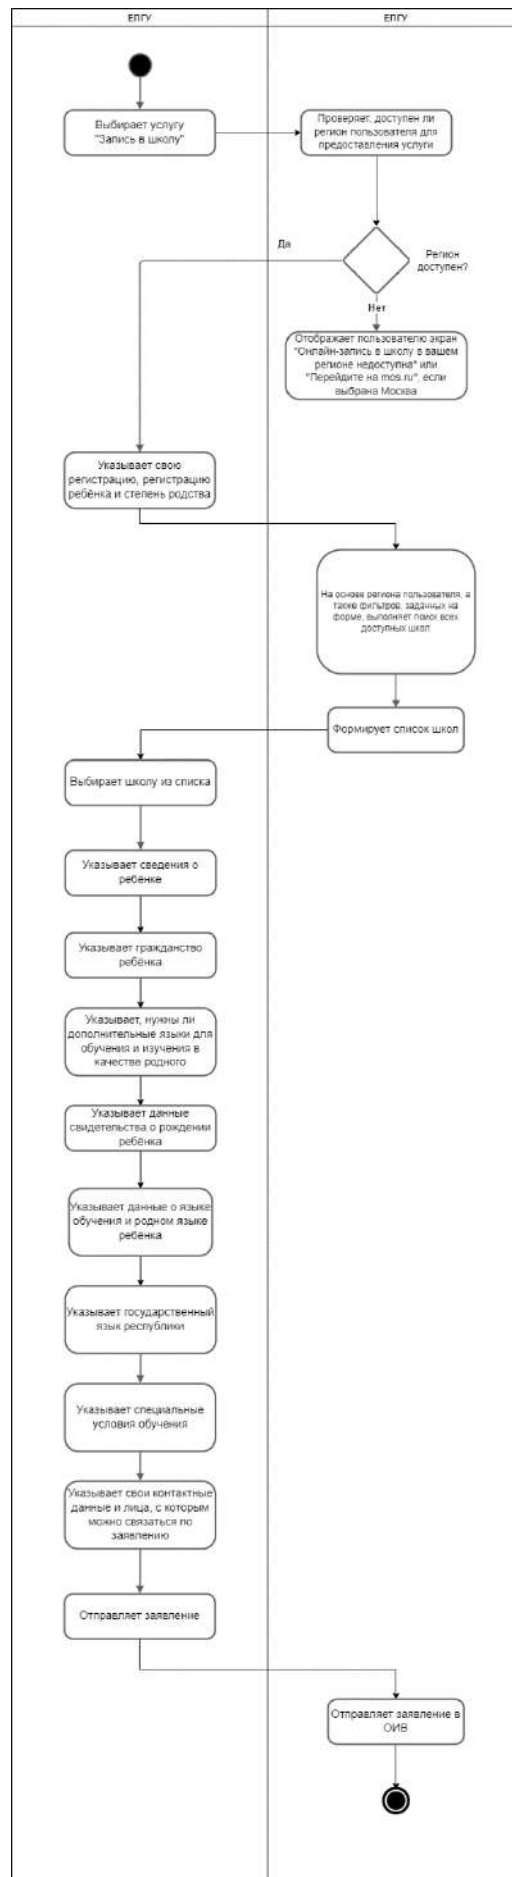 ЕПГУ
ЕПГУ
Выбирает услугу
"Запись в школу"
Проверяет, доступен ли
регион пользователя для
предоставления услуги
Да
Регион
доступен?
Нет
Отображает пользователю экран
"Онлайн-запись в школу в вашем
регионе недоступна" или
"Перейдите на mos.ru", если
выбрана Москва
Указывает свою
регистрацию, регистрацию
ребёнка и степень родства
На основе региона пользователя, а
также фильтров, заданных на
форме, выполняет поиск всех
доступных школ
Формирует список школ
Выбирает школу из списка
Указывает сведения о
ребёнке
Указывает гражданство
ребёнка
Указывает, нужны ли
дополнительные языки для
обучения и изучения в
качестве родного
Указывает данные
свидетельства о рождении
ребёнка
Указывает данные о языке
обучения и родном языке
ребёнка
Указывает государственный
язык республики
Указывает специальные
условия обучения
Указывает свои контактные
данные и лица, с которым
можно связаться по
заявлению
Отправляет заявление
Отправляет заявление в
ОИВ